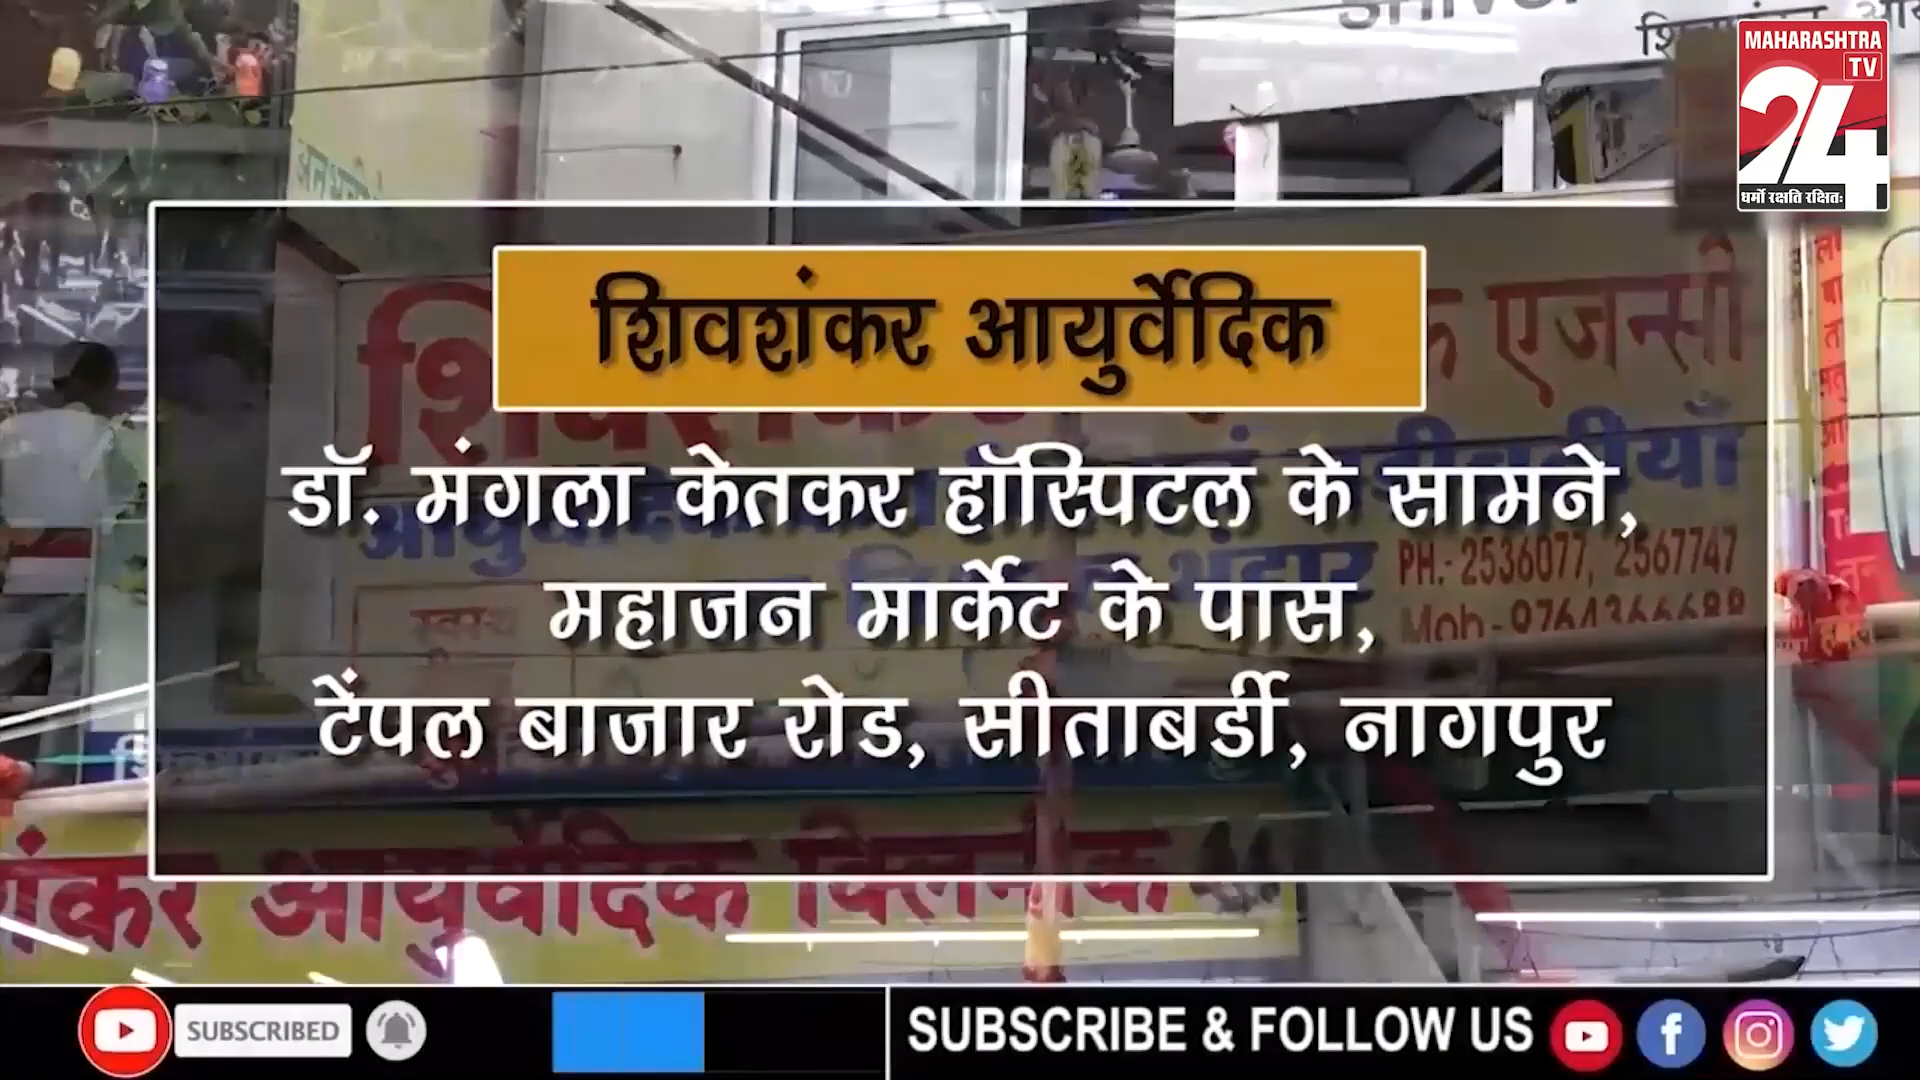 MAHARASHTRA
TV
24
धर्मो रक्षति रक्षितः
शिवशंकर आयुर्वेदिक
एजन्सी
डॉ. मंगला केतकर हॉस्पिटल के सामने,
PH.- 2536077, 2567747
महाजन मार्केट के पास,
टेंपल बाजार रोड, सीताबर्डी, नागपुर
आयुर्वेदिक क्लिनीक
SUBSCRIBED
SUBSCRIBE & FOLLOW US